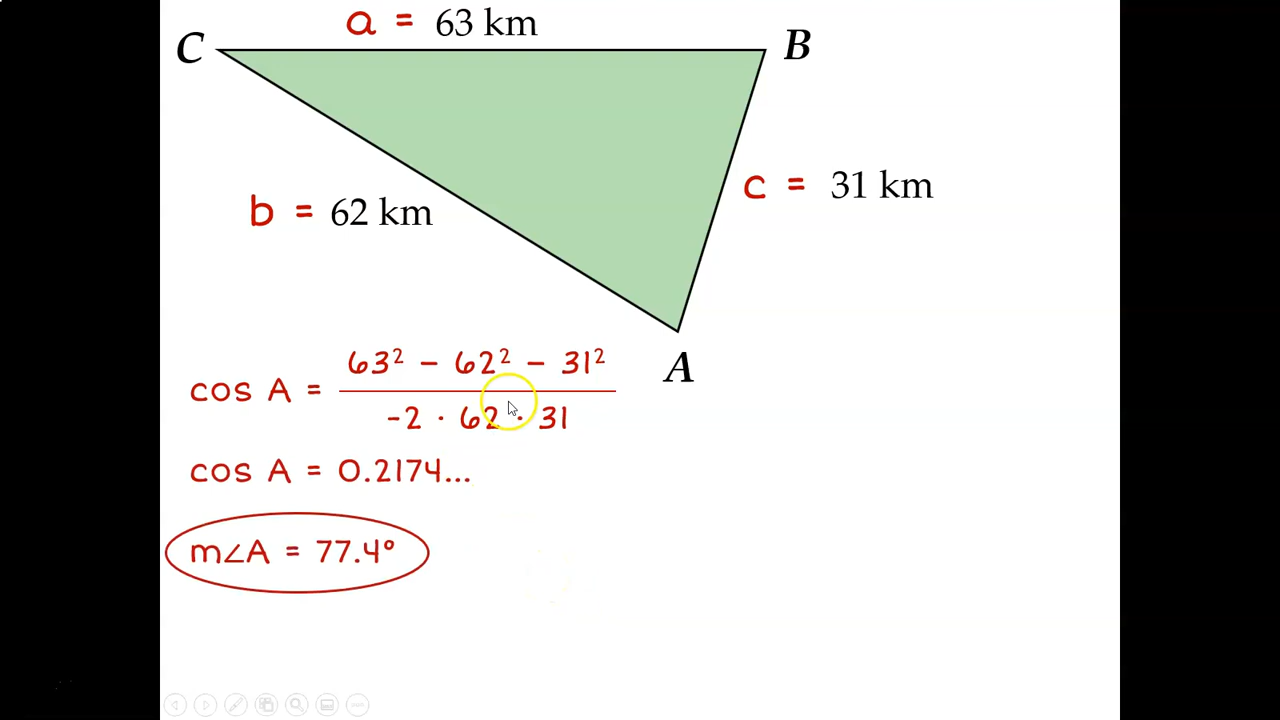 a = 63 km
C
B
c = 31 km
b = 62 km
A
cos A = 63² − 62² − 31² / -2 · 62 · 31
cos A = 0.2174...
m∠A = 77.4°